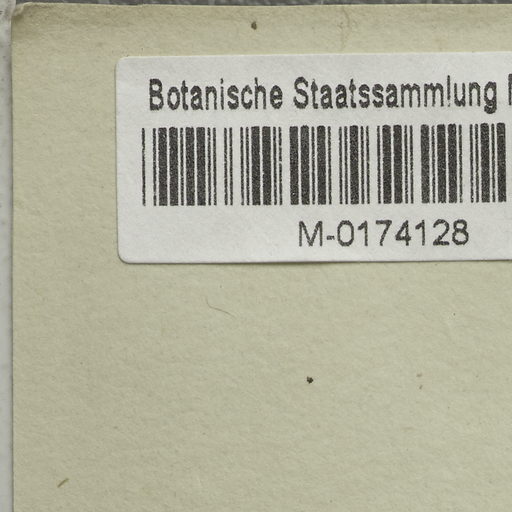 Botanische Staatssammlung
M-0174128